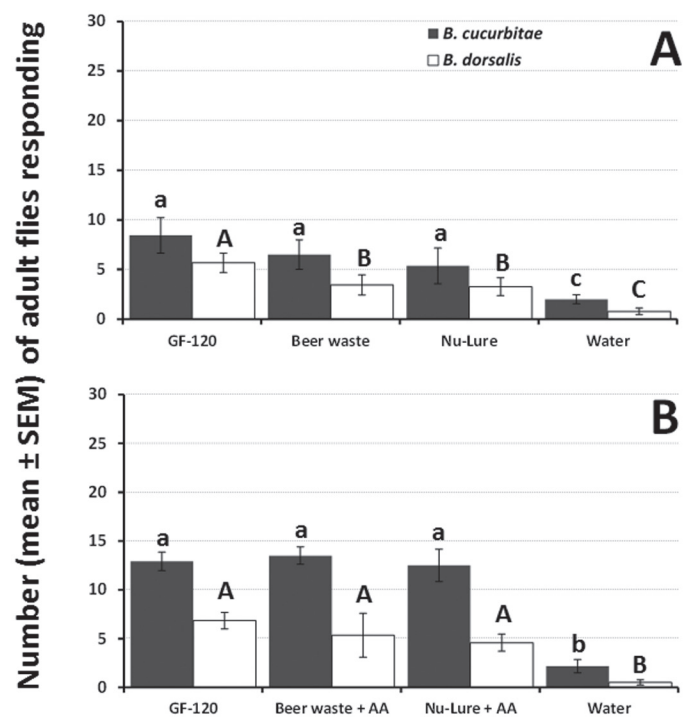 Number (mean ± SEM) of adult flies responding
30
25
20
15
10
5
0
B. cucurbitae
B. dorsalis
A
a
A
a
B
a
B
c
C
GF-120 Beer waste Nu-Lure Water
30
25
20
15
10
5
0
B
a
A
a
A
a
A
b
B
GF-120 Beer waste + AA Nu-Lure + AA Water